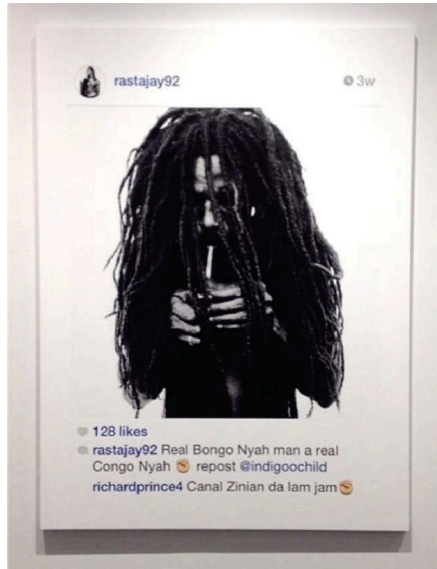 rastajay92
3w
128 likes
rastajay92 Real Bongo Nyah man a real
Congo Nyah ✊ repost @indigoochild
richardprince4 Canal Zinian da lam jam ✊